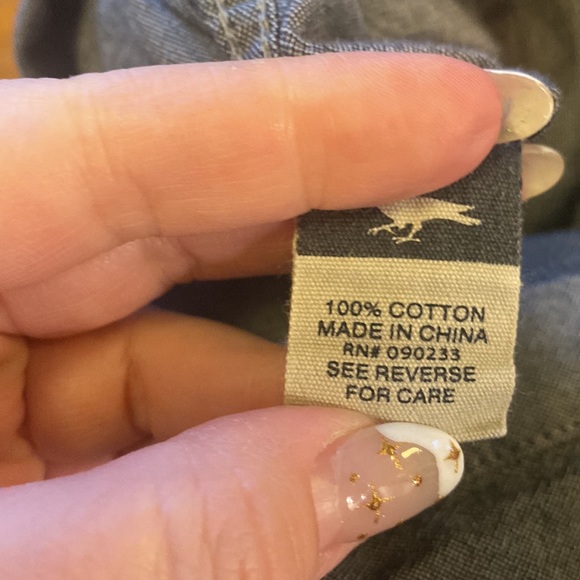 100% COTTON
MADE IN CHINA
RN# 090233
SEE REVERSE
FOR CARE